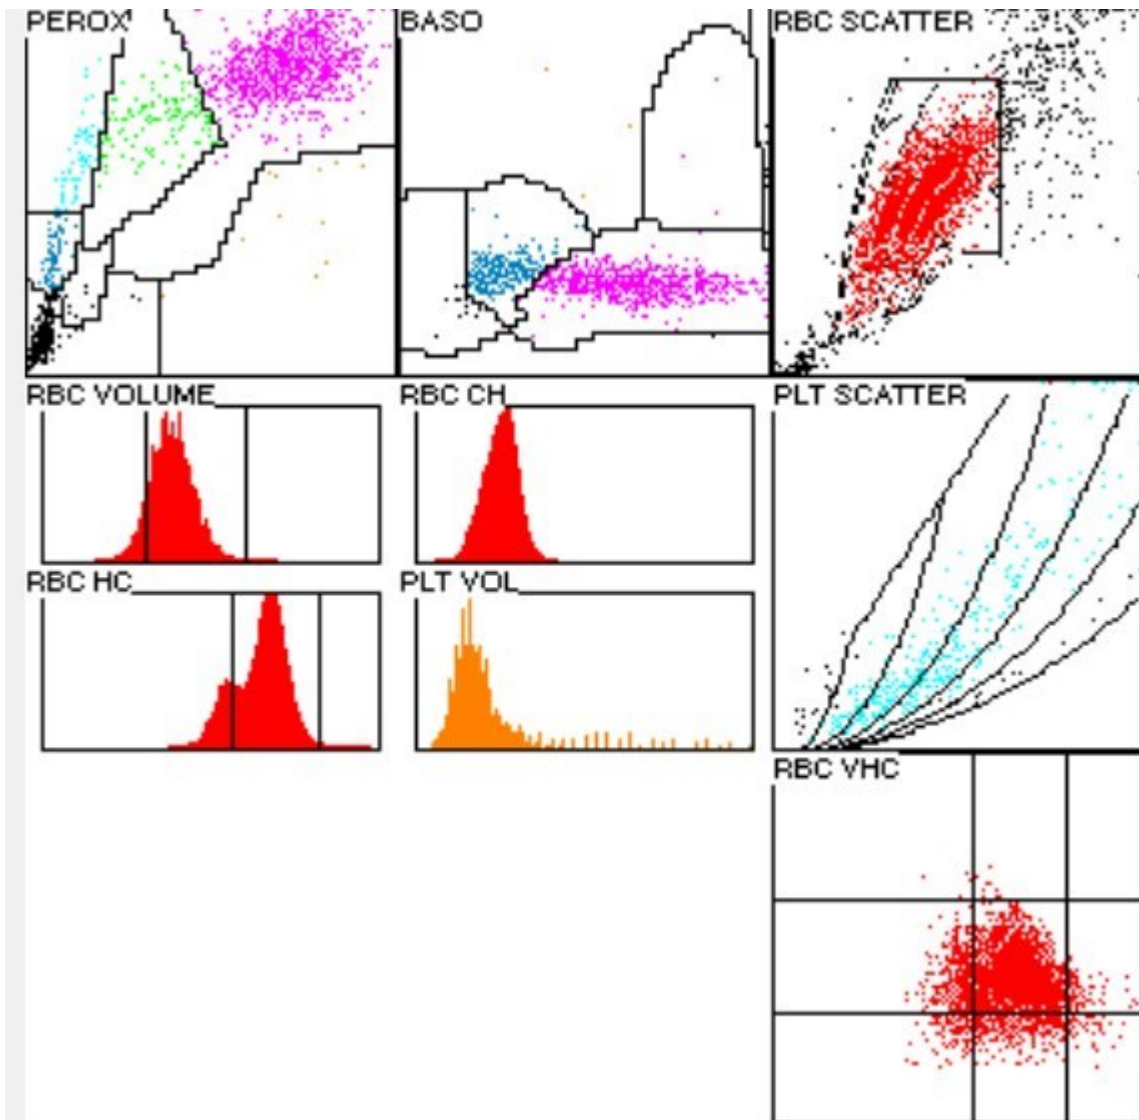 PEROX
BASO
RBC SCATTER
RBC VOLUME
RBC CH
PLT SCATTER
RBC HC
PLT VOL
RBC VHC